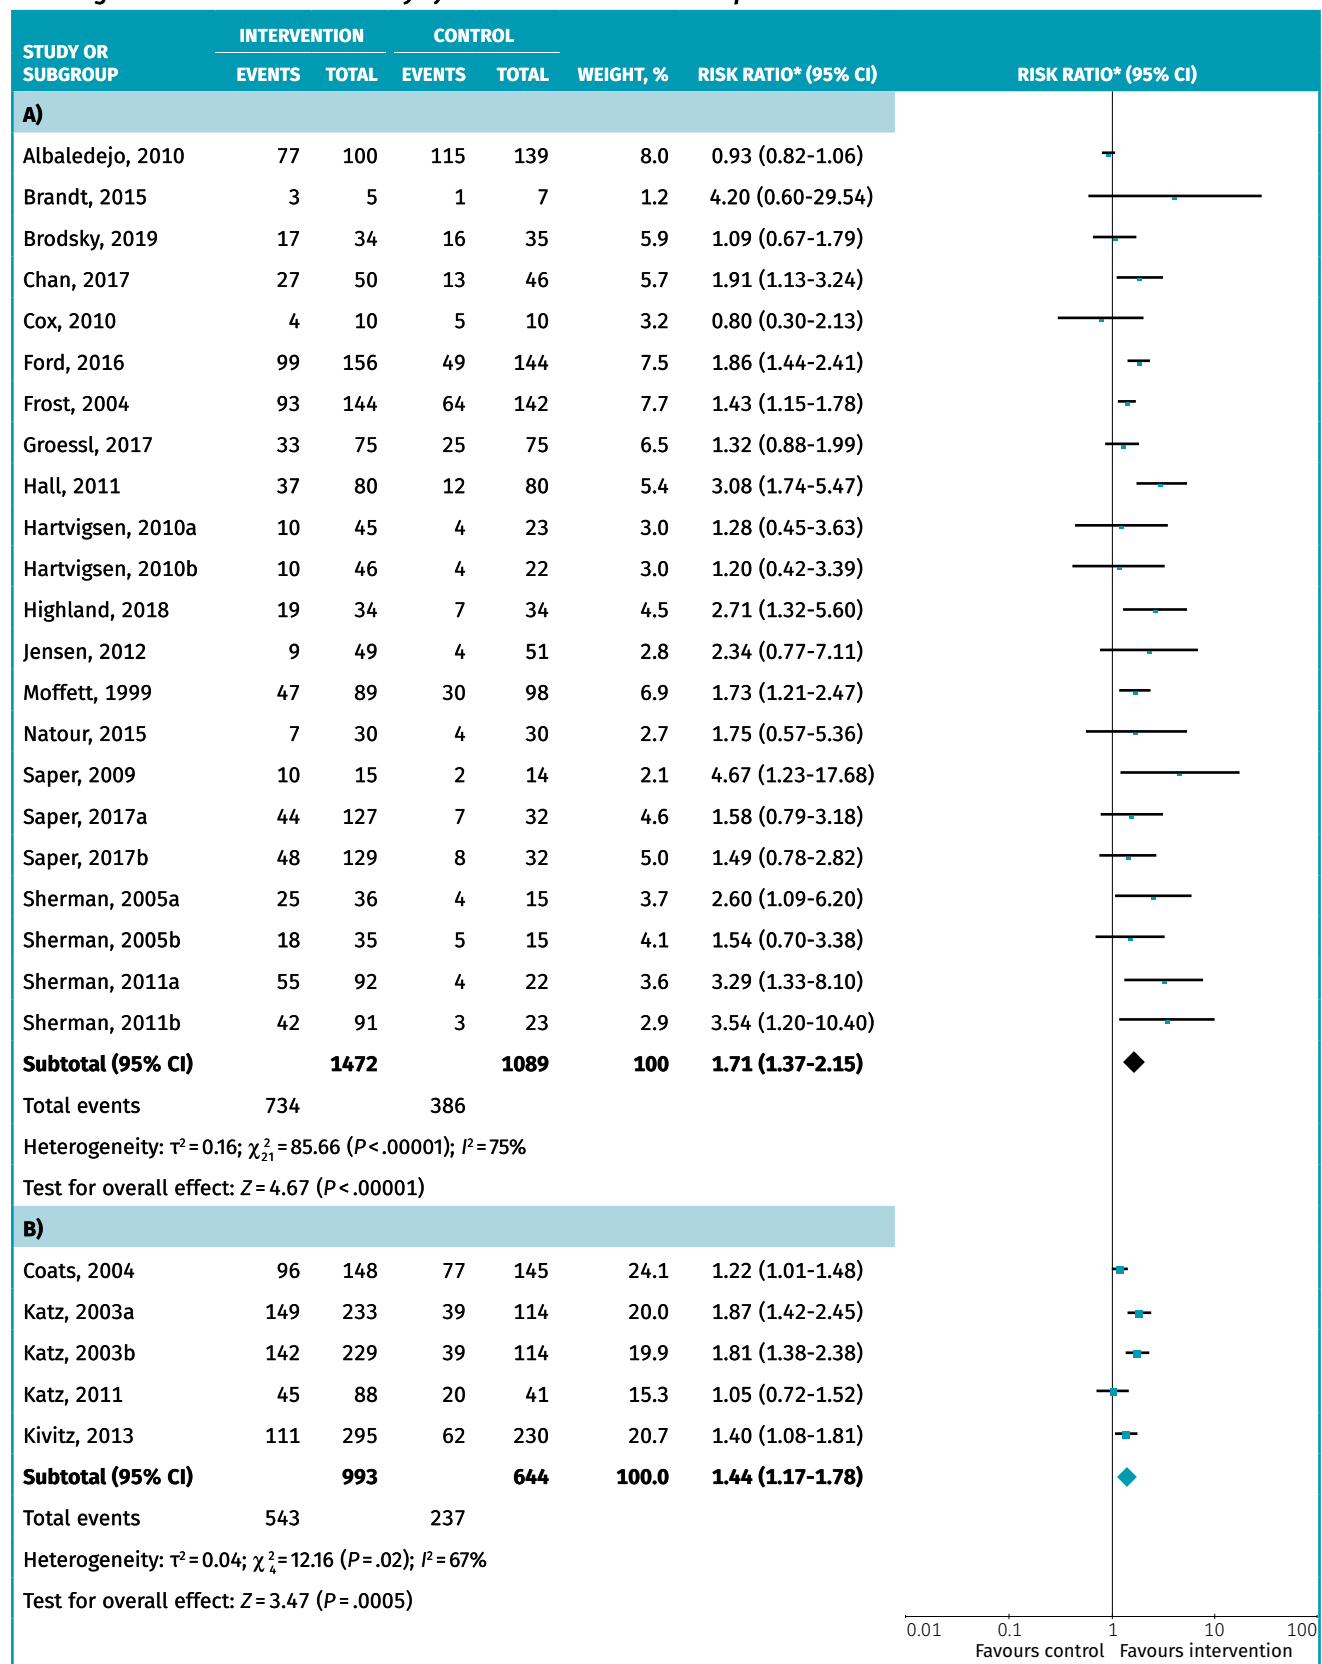 STUDY OR SUBGROUP INTERVENTION CONTROL WEIGHT, % RISK RATIO* (95% CI) RISK RATIO* (95% CI)
EVENTS TOTAL EVENTS TOTAL
A)
Albaledejo, 2010 77 100 115 139 8.0 0.93 (0.82-1.06)
Brandt, 2015 3 5 1 7 1.2 4.20 (0.60-29.54)
Brodsky, 2019 17 34 16 35 5.9 1.09 (0.67-1.79)
Chan, 2017 27 50 13 46 5.7 1.91 (1.13-3.24)
Cox, 2010 4 10 5 10 3.2 0.80 (0.30-2.13)
Ford, 2016 99 156 49 144 7.5 1.86 (1.44-2.41)
Frost, 2004 93 144 64 142 7.7 1.43 (1.15-1.78)
Groessl, 2017 33 75 25 75 6.5 1.32 (0.88-1.99)
Hall, 2011 37 80 12 80 5.4 3.08 (1.74-5.47)
Hartvigsen, 2010a 10 45 4 23 3.0 1.28 (0.45-3.63)
Hartvigsen, 2010b 10 46 4 22 3.0 1.20 (0.42-3.39)
Highland, 2018 19 34 7 34 4.5 2.71 (1.32-5.60)
Jensen, 2012 9 49 4 51 2.8 2.34 (0.77-7.11)
Moffett, 1999 47 89 30 98 6.9 1.73 (1.21-2.47)
Natour, 2015 7 30 4 30 2.7 1.75 (0.57-5.36)
Saper, 2009 10 15 2 14 2.1 4.67 (1.23-17.68)
Saper, 2017a 44 127 7 32 4.6 1.58 (0.79-3.18)
Saper, 2017b 48 129 8 32 5.0 1.49 (0.78-2.82)
Sherman, 2005a 25 36 4 15 3.7 2.60 (1.09-6.20)
Sherman, 2005b 18 35 5 15 4.1 1.54 (0.70-3.38)
Sherman, 2011a 55 92 4 22 3.6 3.29 (1.33-8.10)
Sherman, 2011b 42 91 3 23 2.9 3.54 (1.20-10.40)
Subtotal (95% CI) 1472 1089 100 1.71 (1.37-2.15)
Total events 734 386
Heterogeneity: τ²=0.16; χ²₂₁=85.66 (P<.00001); I²=75%
Test for overall effect: Z=4.67 (P<.00001)
B)
Coats, 2004 96 148 77 145 24.1 1.22 (1.01-1.48)
Katz, 2003a 149 233 39 114 20.0 1.87 (1.42-2.45)
Katz, 2003b 142 229 39 114 19.9 1.81 (1.38-2.38)
Katz, 2011 45 88 20 41 15.3 1.05 (0.72-1.52)
Kivitz, 2013 111 295 62 230 20.7 1.40 (1.08-1.81)
Subtotal (95% CI) 993 644 100.0 1.44 (1.17-1.78)
Total events 543 237
Heterogeneity: τ²=0.04; χ²₄=12.16 (P=.02); I²=67%
Test for overall effect: Z=3.47 (P=.0005)
0.01 0.1 1 10 100
Favours control Favours intervention